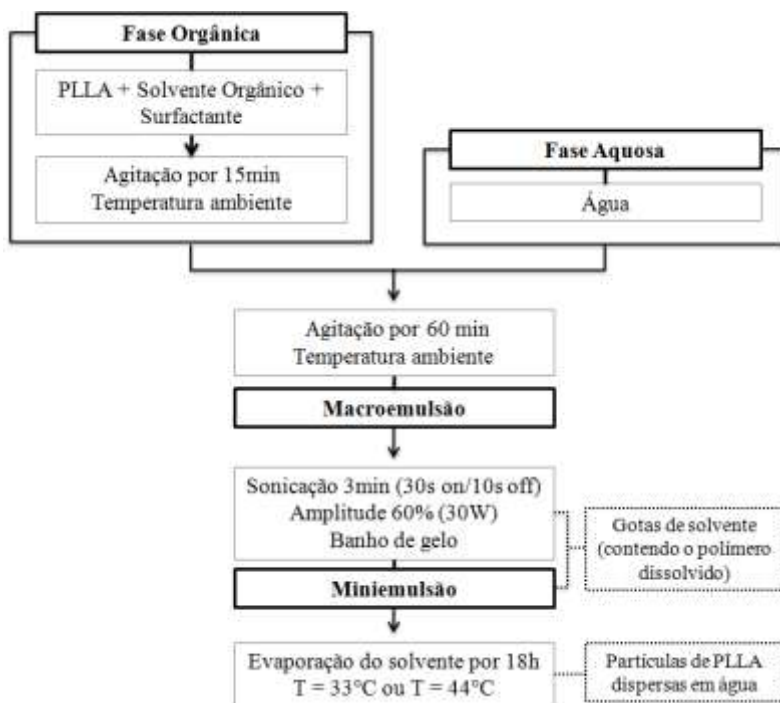 Fase Orgânica
PLLA + Solvente Orgânico +
Surfactante
Agitação por 15min
Temperatura ambiente
Fase Aquosa
Água
Agitação por 60 min
Temperatura ambiente
Macroemulsão
Sonicação 3min (30s on/10s off)
Amplitude 60% (30W)
Banho de gelo
Gotas de solvente
(contendo o polímero
dissolvido)
Miniemulsão
Evaporação do solvente por 18h
T = 33°C ou T = 44°C
Partículas de PLLA
dispersas em água